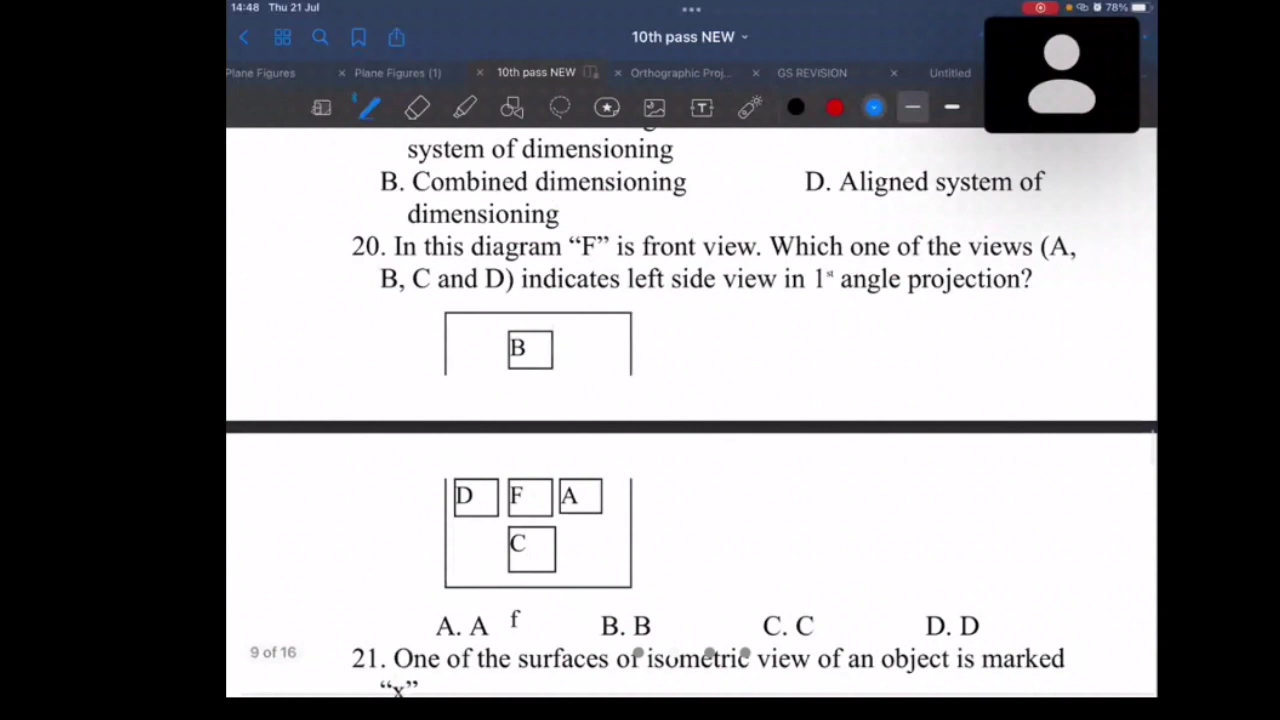 14:48 Thu 21 Jul
78%
10th pass NEW
Plane Figures
Plane Figures (1)
10th pass NEW
Orthographic Proj...
GS REVISION
Untitled
system of dimensioning
B. Combined dimensioning D. Aligned system of
dimensioning
20. In this diagram “F” is front view. Which one of the views (A,
B, C and D) indicates left side view in 1st angle projection?
B
D F A
C
A. A f B. B C. C D. D
9 of 16
21. One of the surfaces of isometric view of an object is marked
“x”